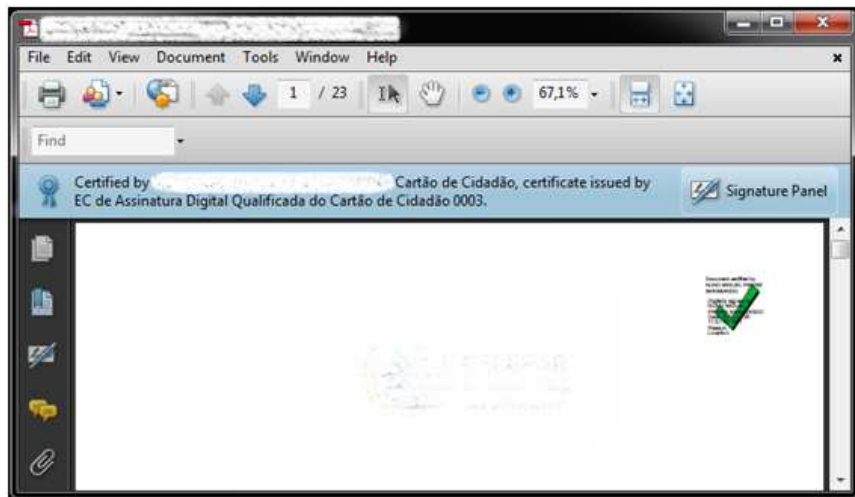 File Edit View Document Tools Window Help
1 / 23 67,1%
Find
Certified by Cartão de Cidadão, certificate issued by
EC de Assinatura Digital Qualificada do Cartão de Cidadão 0003.
Signature Panel